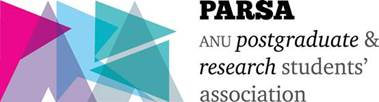 PARSA
ANU postgraduate &
research students’
association